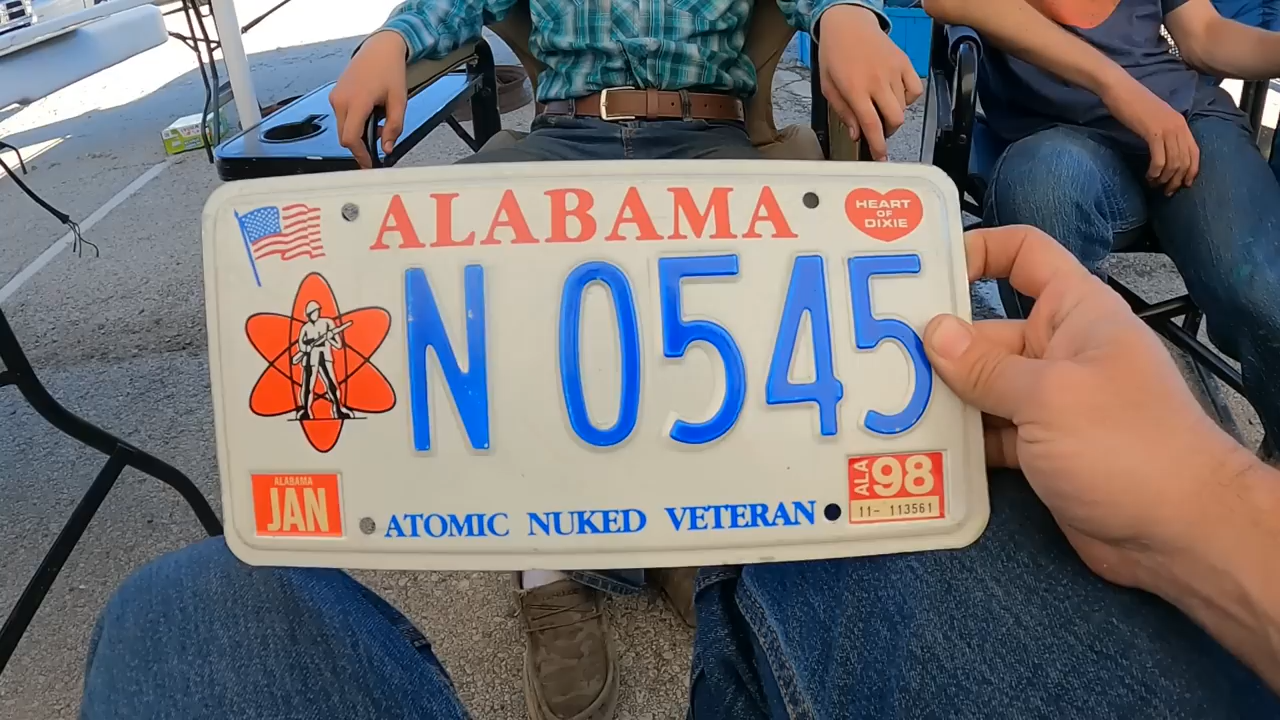 ALABAMA
HEART
OF
DIXIE
N 0545
ALABAMA
JAN
ATOMIC NUKED VETERAN
ALA 98
11- 113561